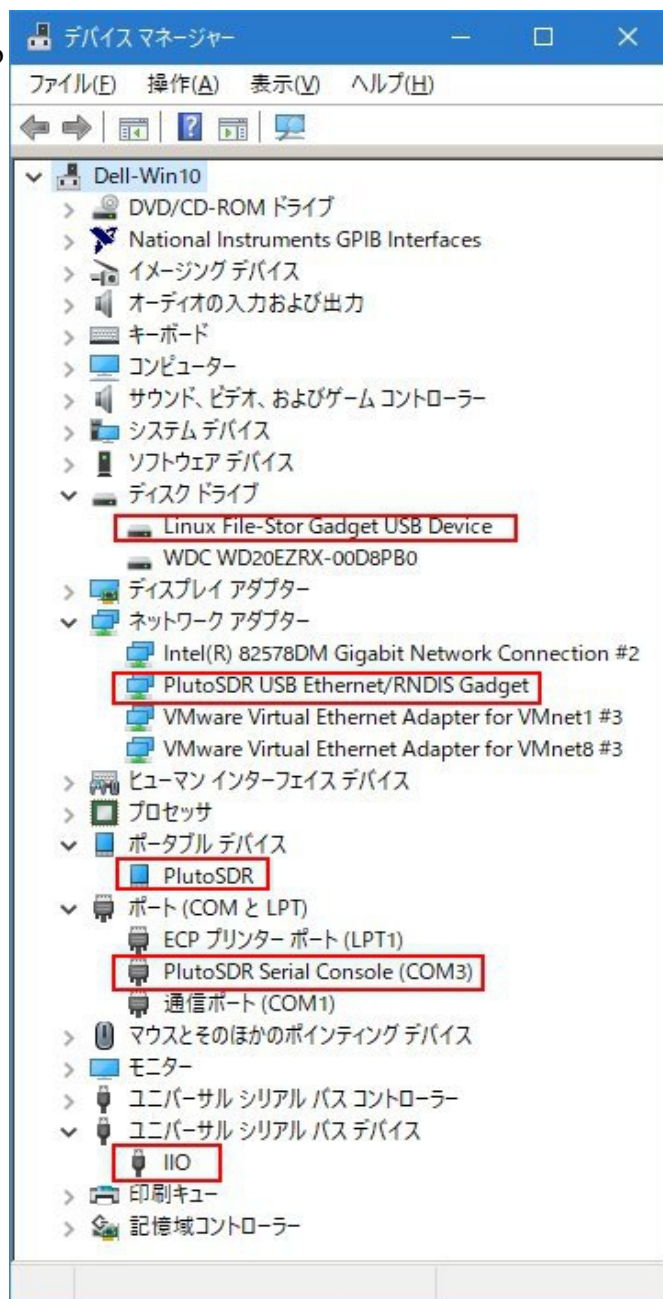 デバイス マネージャー
ファイル(F) 操作(A) 表示(V) ヘルプ(H)
Dell-Win10
DVD/CD-ROM ドライブ
National Instruments GPIB Interfaces
イメージング デバイス
オーディオの入力および出力
キーボード
コンピューター
サウンド、ビデオ、およびゲーム コントローラー
システム デバイス
ソフトウェア デバイス
ディスク ドライブ
Linux File-Stor Gadget USB Device
WDC WD20EZRX-00D8PB0
ディスプレイ アダプター
ネットワーク アダプター
Intel(R) 82578DM Gigabit Network Connection #2
PlutoSDR USB Ethernet/RNDIS Gadget
VMware Virtual Ethernet Adapter for VMnet1 #3
VMware Virtual Ethernet Adapter for VMnet8 #3
ヒューマン インターフェイス デバイス
プロセッサ
ポータブル デバイス
PlutoSDR
ポート (COM と LPT)
ECP プリンター ポート (LPT1)
PlutoSDR Serial Console (COM3)
通信ポート (COM1)
マウスとそのほかのポインティング デバイス
モニター
ユニバーサル シリアル バス コントローラー
ユニバーサル シリアル バス デバイス
IIO
印刷キュー
記憶域コントローラー